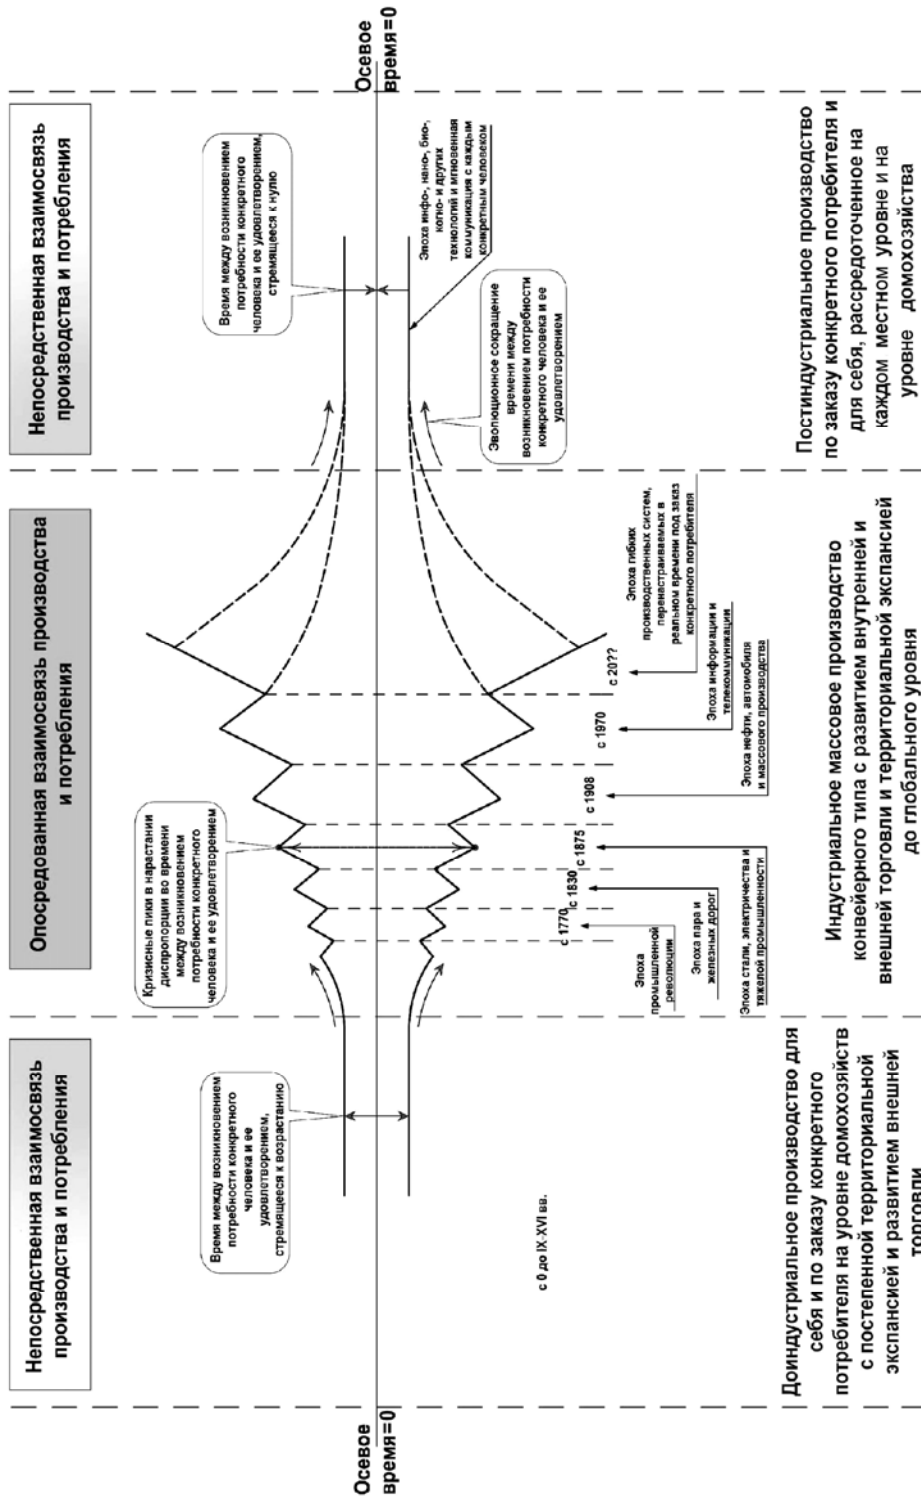 Непосредственная взаимосвязь
производства и потребления
Опосредованная взаимосвязь производства
и потребления
Непосредственная взаимосвязь
производства и потребления
Время между возникновением
потребности конкретного
человека и ее
удовлетворением,
стремящееся к возрастанию
Кризисные пики в нарастании
диспропорции во времени
между возникновением
потребности конкретного
человека и ее удовлетворением
Время между возникновением
потребности конкретного
человека и ее удовлетворением,
стремящееся к нулю
Осевое
время=0
Осевое
время=0
Эпоха инфо-, нано-, био-,
когно- и других
технологий и мгновенная
коммуникация с каждым
конкретным человеком
Эволюционное сокращение
времени между
возникновением потребности
конкретного человека и ее
удовлетворением
с 0 до IX-XVI вв.
с 1770
с 1830
с 1875
с 1908
с 1970
с 20??
Эпоха
промышленной
революции
Эпоха пара и
железных дорог
Эпоха стали, электричества и
тяжелой промышленности
Эпоха нефти, автомобиля
и массового производства
Эпоха информации и
телекоммуникации
Эпоха гибких
производственных систем,
перенастраиваемых в
реальном времени под заказ
конкретного потребителя
Доиндустриальное производство для
себя и по заказу конкретного
потребителя на уровне домохозяйств
с постепенной территориальной
экспансией и развитием внешней
торговли
Индустриальное массовое производство
конвейерного типа с развитием внутренней и
внешней торговли и территориальной экспансией
до глобального уровня
Постиндустриальное производство
по заказу конкретного потребителя и
для себя, рассредоточенное на
каждом местном уровне и на
уровне домохозяйства